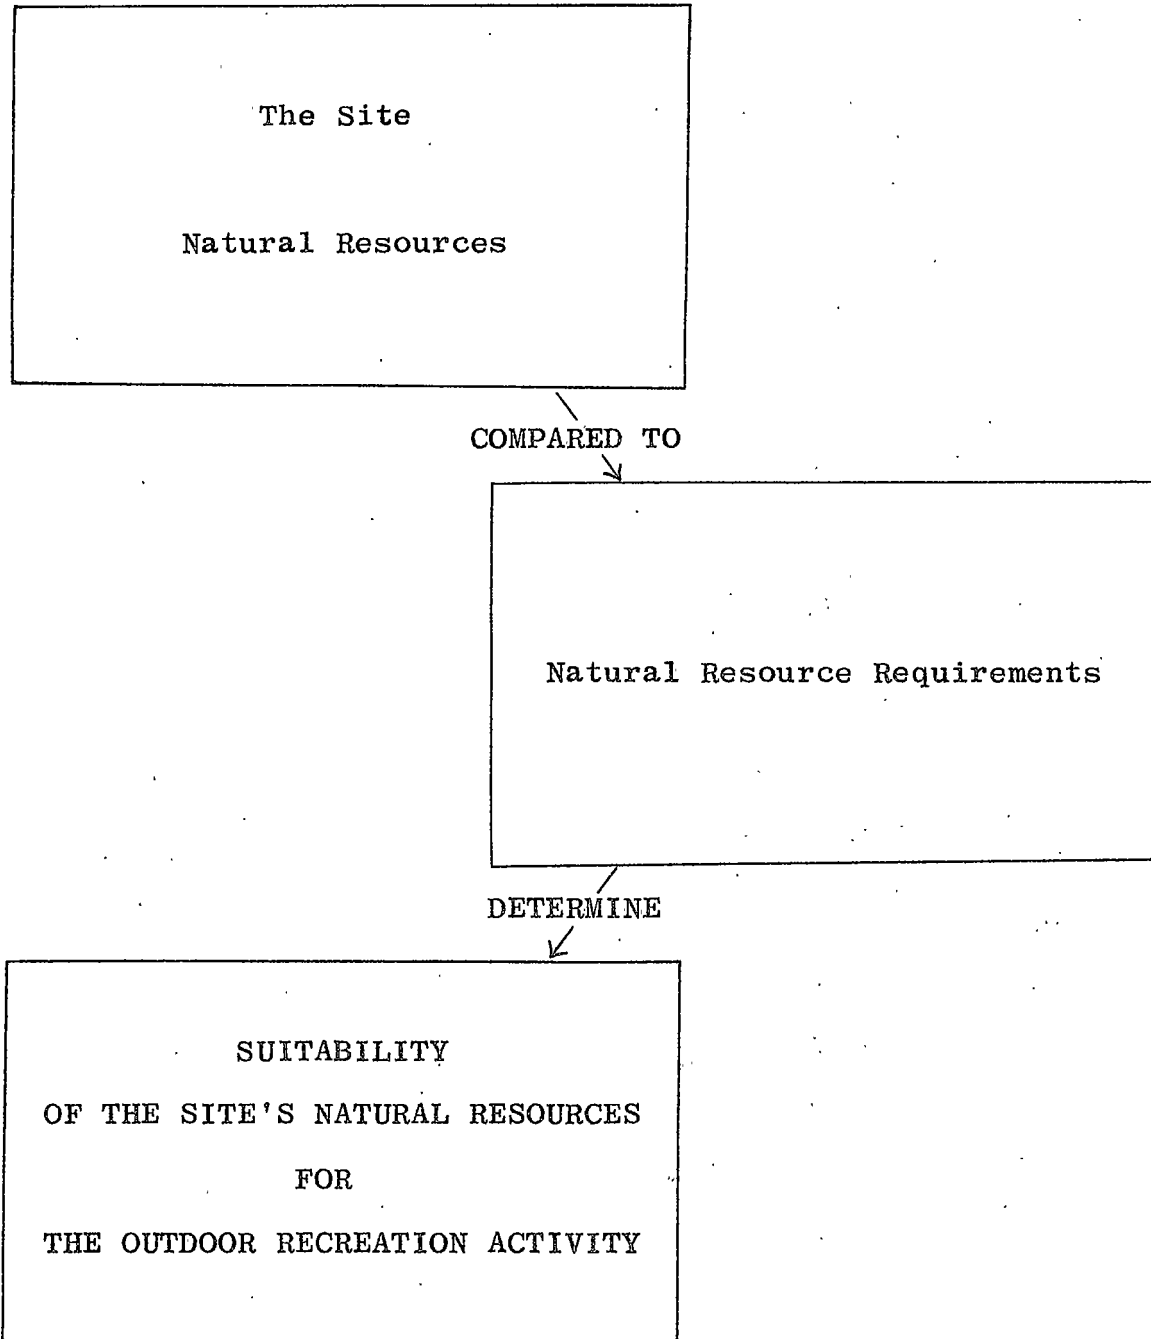 The Site
Natural Resources
COMPARED TO
Natural Resource Requirements
DETERMINE
SUITABILITY
OF THE SITE'S NATURAL RESOURCES
FOR
THE OUTDOOR RECREATION ACTIVITY